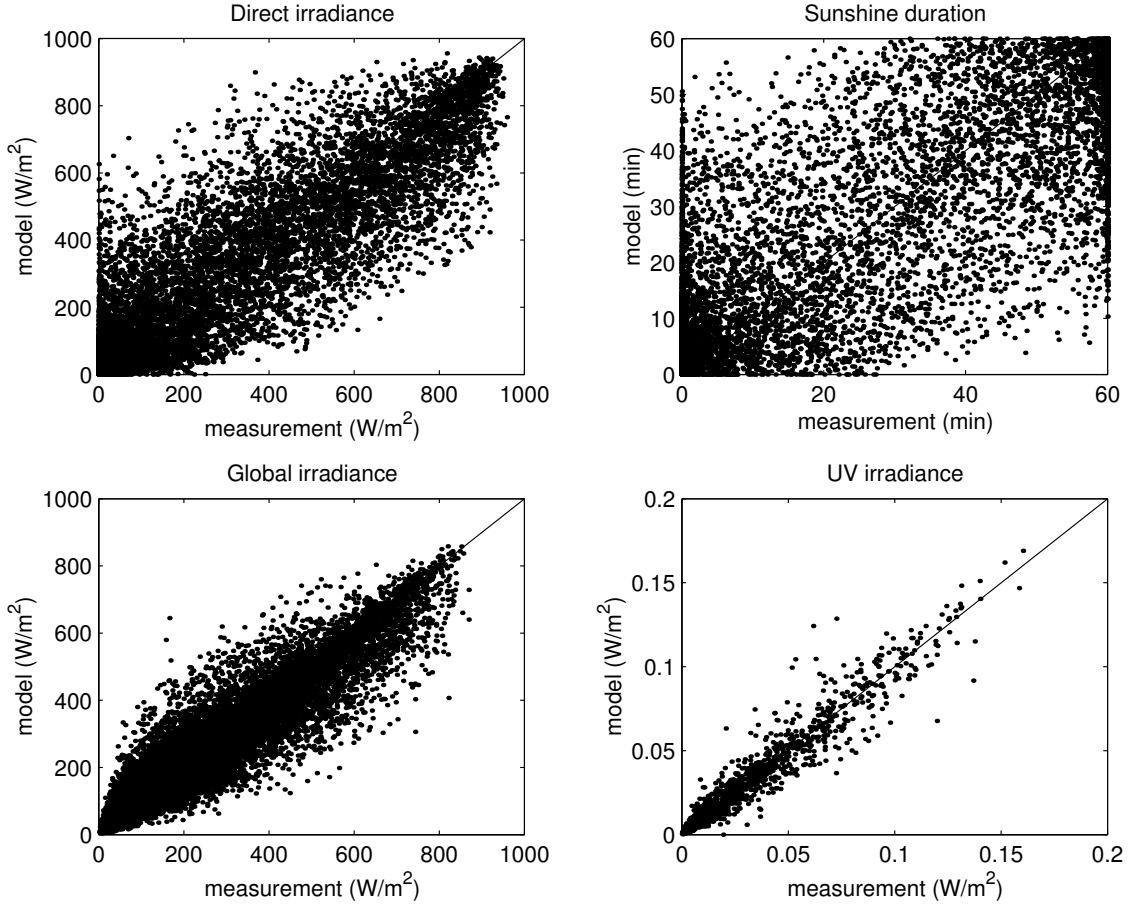 Direct irradiance
1000
800
600
400
200
0
model (W/m²)
0 200 400 600 800 1000
measurement (W/m²)
Sunshine duration
60
50
40
30
20
10
0
model (min)
0 20 40 60
measurement (min)
Global irradiance
1000
800
600
400
200
0
model (W/m²)
0 200 400 600 800 1000
measurement (W/m²)
UV irradiance
0.2
0.15
0.1
0.05
0
model (W/m²)
0 0.05 0.1 0.15 0.2
measurement (W/m²)